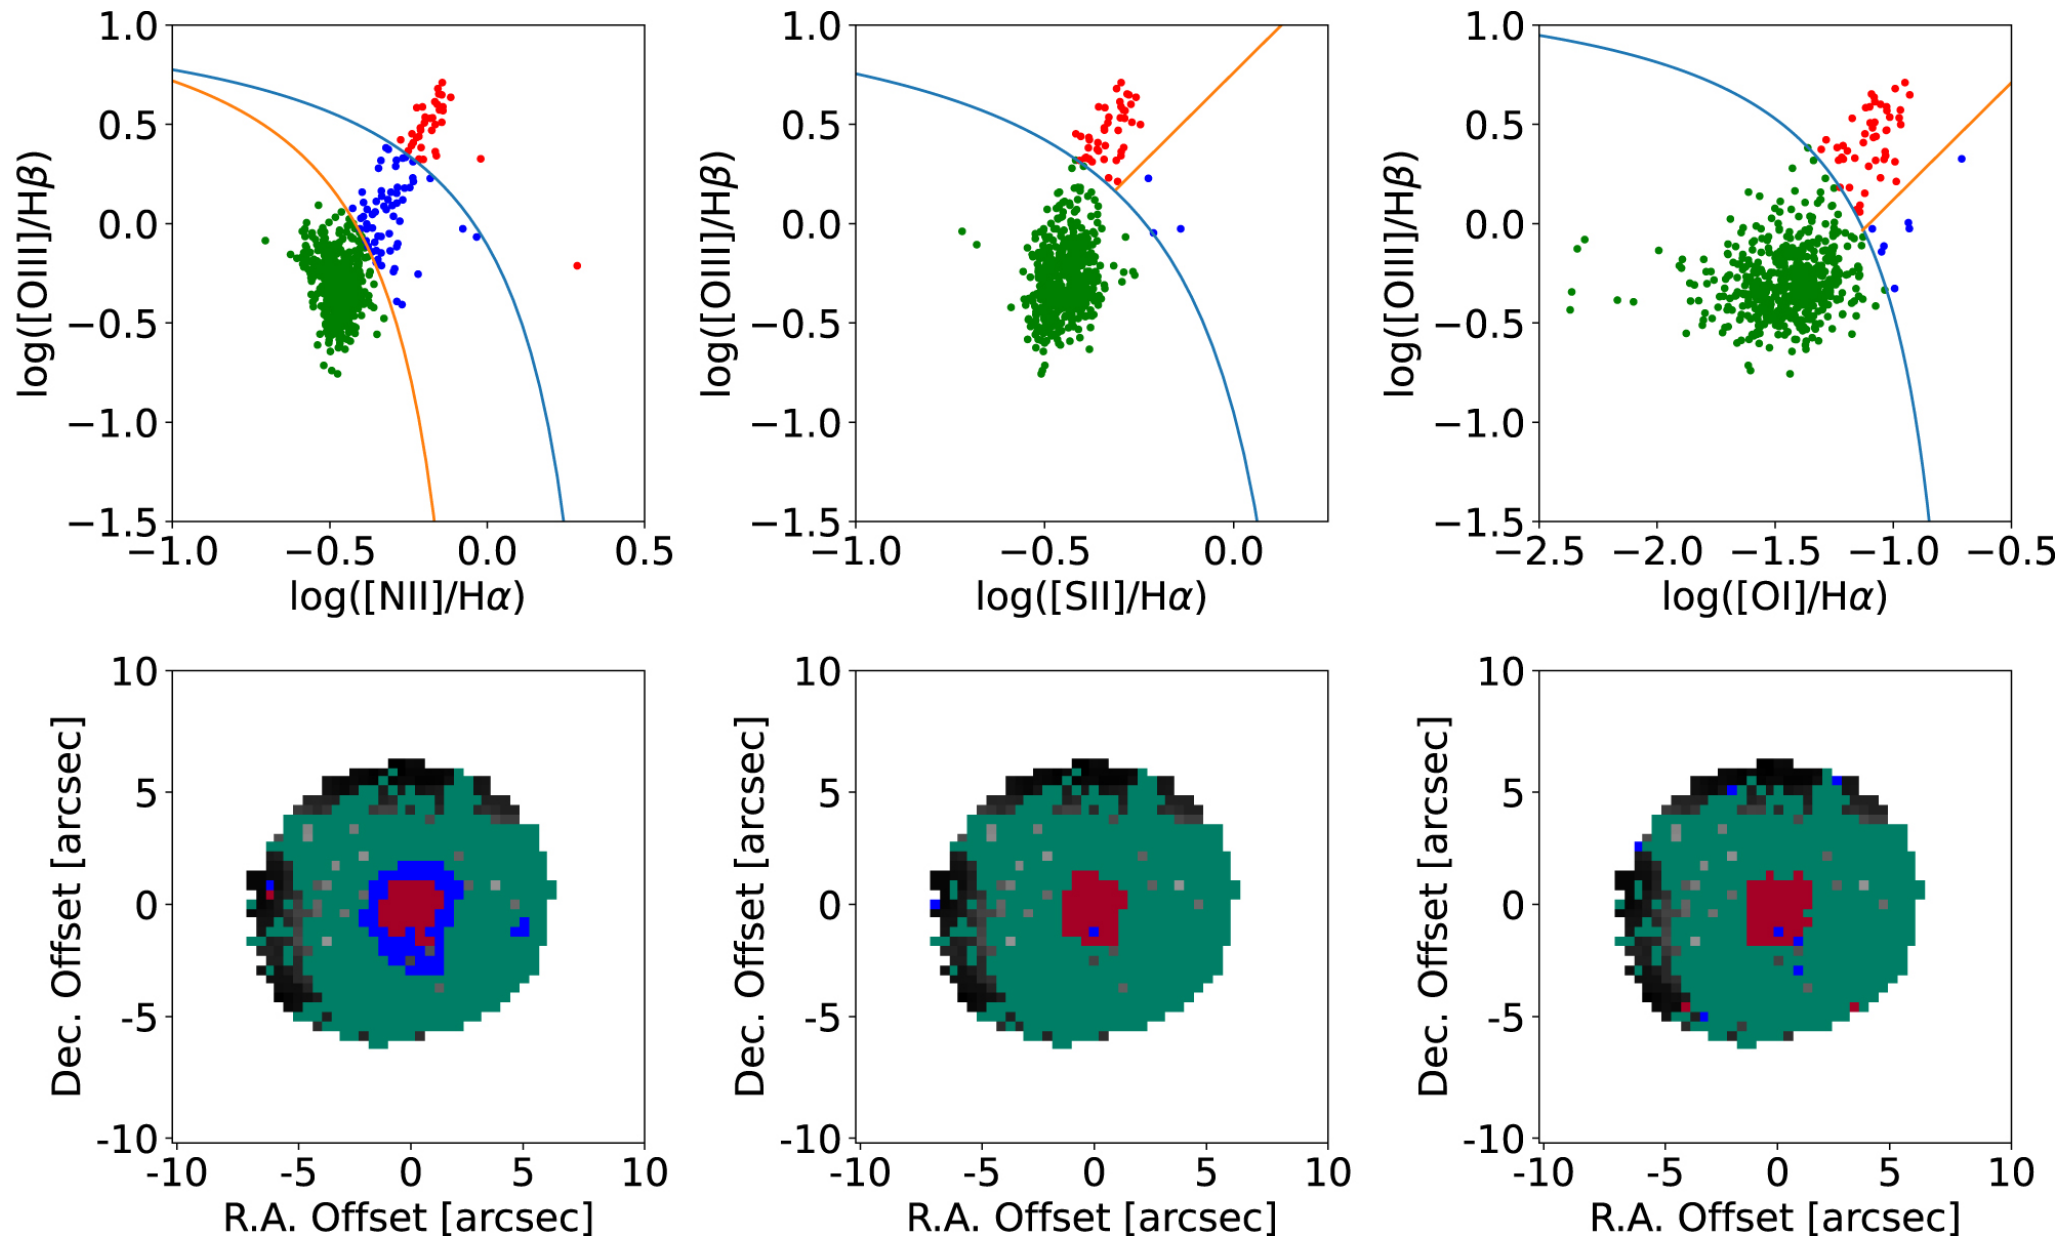 1.0
0.5
0.0
−0.5
−1.0
−1.5
log([OIII]/Hβ)
−1.0 −0.5 0.0 0.5
log([NII]/Hα)
1.0
0.5
0.0
−0.5
−1.0
−1.5
log([OIII]/Hβ)
−1.0 −0.5 0.0
log([SII]/Hα)
1.0
0.5
0.0
−0.5
−1.0
−1.5
log([OIII]/Hβ)
−2.5 −2.0 −1.5 −1.0 −0.5
log([OI]/Hα)
10
5
0
-5
-10
Dec. Offset [arcsec]
-10 -5 0 5 10
R.A. Offset [arcsec]
10
5
0
-5
-10
Dec. Offset [arcsec]
-10 -5 0 5 10
R.A. Offset [arcsec]
10
5
0
-5
-10
Dec. Offset [arcsec]
-10 -5 0 5 10
R.A. Offset [arcsec]